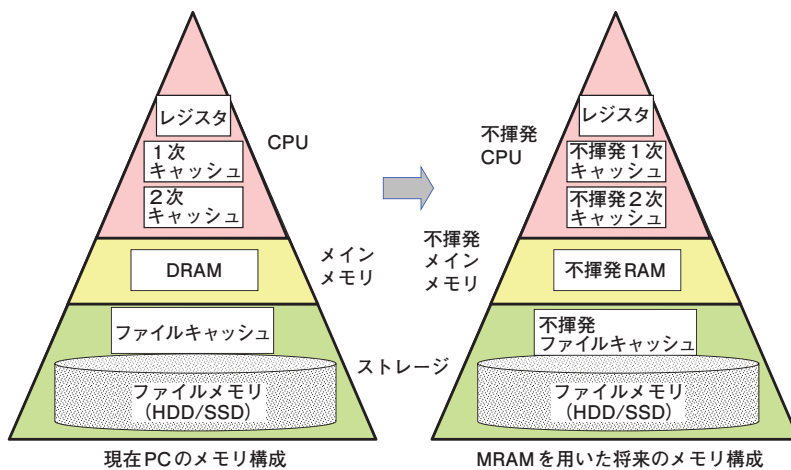 レジスタ
1次
キャッシュ
2次
キャッシュ
CPU
DRAM
メイン
メモリ
ファイルキャッシュ
ファイルメモリ
(HDD/SSD)
ストレージ
現在PCのメモリ構成
レジスタ
不揮発1次
キャッシュ
不揮発2次
キャッシュ
不揮発
CPU
不揮発
メイン
メモリ
不揮発RAM
不揮発
ファイルキャッシュ
ファイルメモリ
(HDD/SSD)
MRAMを用いた将来のメモリ構成